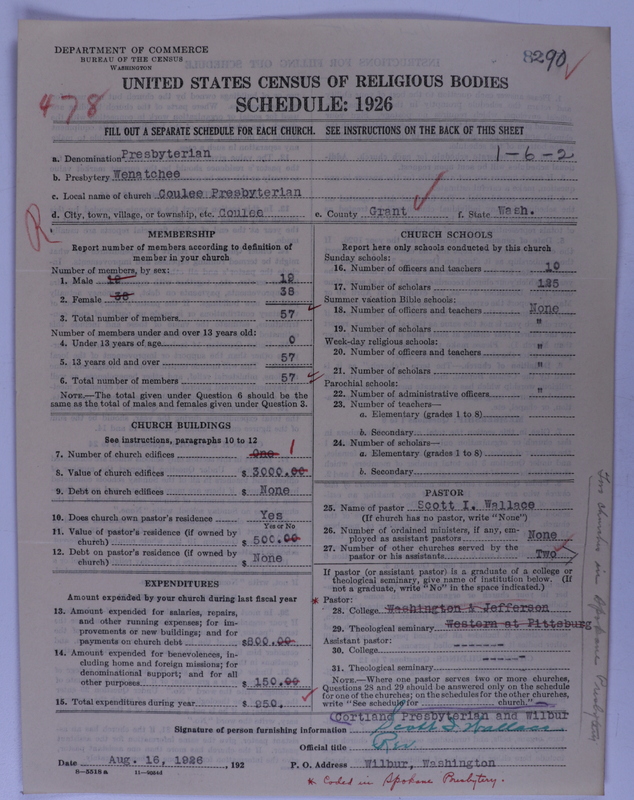 DEPARTMENT OF COMMERCE
BUREAU OF THE CENSUS
WASHINGTON
8290
478
UNITED STATES CENSUS OF RELIGIOUS BODIES
SCHEDULE: 1926
FILL OUT A SEPARATE SCHEDULE FOR EACH CHURCH. SEE INSTRUCTIONS ON THE BACK OF THIS SHEET
a. Denomination Presbyterian 1-6-2
b. Presbytery Wenatchee
c. Local name of church Coulee Presbyterian
d. City, town, village, or township, etc. Coulee e. County Grant f. State Wash.
R
MEMBERSHIP
Report number of members according to definition of
member in your church
Number of members, by sex:
1. Male 19 19
2. Female 38 38
3. Total number of members 57
Number of members under and over 13 years old:
4. Under 13 years of age 0
5. 13 years old and over 57
6. Total number of members 57
NOTE.—The total given under Question 6 should be the
same as the total of males and females given under Question 3.
CHURCH BUILDINGS
See instructions, paragraphs 10 to 12
7. Number of church edifices One 1
8. Value of church edifices $ 3000.00
9. Debt on church edifices $ None
10. Does church own pastor's residence Yes
Yes or No
11. Value of pastor's residence (if owned by
church) $ 500.00
12. Debt on pastor's residence (if owned by
church) $ None
EXPENDITURES
Amount expended by your church during last fiscal year
13. Amount expended for salaries, repairs,
and other running expenses; for im-
provements or new buildings; and for
payments on church debt $800.00
14. Amount expended for benevolences, in-
cluding home and foreign missions; for
denominational support; and for all
other purposes $ 150.00
15. Total expenditures during year $ 950.
CHURCH SCHOOLS
Report here only schools conducted by this church
Sunday schools:
16. Number of officers and teachers 10
17. Number of scholars 125
Summer vacation Bible schools:
18. Number of officers and teachers None
19. Number of scholars "
Week-day religious schools:
20. Number of officers and teachers "
21. Number of scholars "
Parochial schools:
22. Number of administrative officers "
23. Number of teachers—
a. Elementary (grades 1 to 8)
b. Secondary
24. Number of scholars—
a. Elementary (grades 1 to 8)
b. Secondary
PASTOR
25. Name of pastor Scott I. Wallace
(If church has no pastor, write "None")
26. Number of ordained ministers, if any, em-
ployed as assistant pastors None
27. Number of other churches served by the
pastor or his assistants Two
If pastor (or assistant pastor) is a graduate of a college or
theological seminary, give name of institution below. (If
not a graduate, write "No" in the space indicated.)
* Pastor:
28. College Washington & Jefferson
29. Theological seminary Western at Pittsburg
Assistant pastor:
30. College -------
31. Theological seminary ------
NOTE.—Where one pastor serves two or more churches,
Questions 28 and 29 should be answered only on the schedule
for one of the churches; on the schedules for the other churches,
write "See schedule for church."
Cortland Presbyterian and Wilbur
Signature of person furnishing information Scott I. Wallace
Official title Rev.
Date Aug. 16, 1926, 192 P. O. Address Wilbur, Washington
8-5518a 11-9084d
* Coded in Spokane Presbytery.
Two churches in Spokane Presbytery